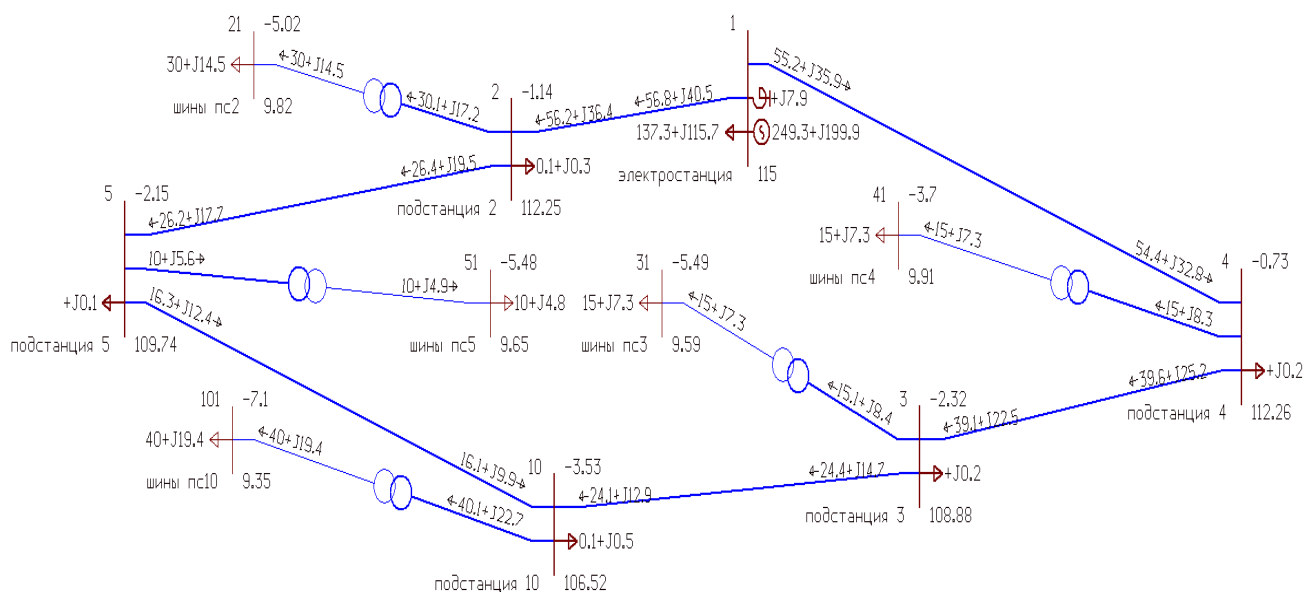 21 -5.02
30+J14.5
←30+J14.5
шины пс2 9.82
←30.1+J17.2
2 -1.14
←56.2+J36.4
←56.8+J40.5
1
55.2+J35.9→
+J7.9
137.3+J115.7 249.3+J199.9
электростанция 115
0.1+J0.3
←26.4+J19.5
подстанция 2 112.25
5 -2.15
←26.2+J17.7
10+J5.6→
+J0.1
16.3+J12.4→
подстанция 5 109.74
51 -5.48
10+J4.9→
10+J4.8
шины пс5 9.65
31 -5.49
15+J7.3
←15+J7.3
шины пс3 9.59
41 -3.7
15+J7.3
←15+J7.3
шины пс4 9.91
54.4+J32.8→
4 -0.73
←15+J8.3
←39.6+J25.2
+J0.2
подстанция 4 112.26
101 -7.1
40+J19.4
←40+J19.4
шины пс10 9.35
←40.1+J22.7
16.1+J9.9→
10 -3.53
←24.1+J12.9
0.1+J0.5
подстанция 10 106.52
←15.1+J8.4
3 -2.32
←39.1+J22.5
←24.4+J14.7
+J0.2
подстанция 3 108.88